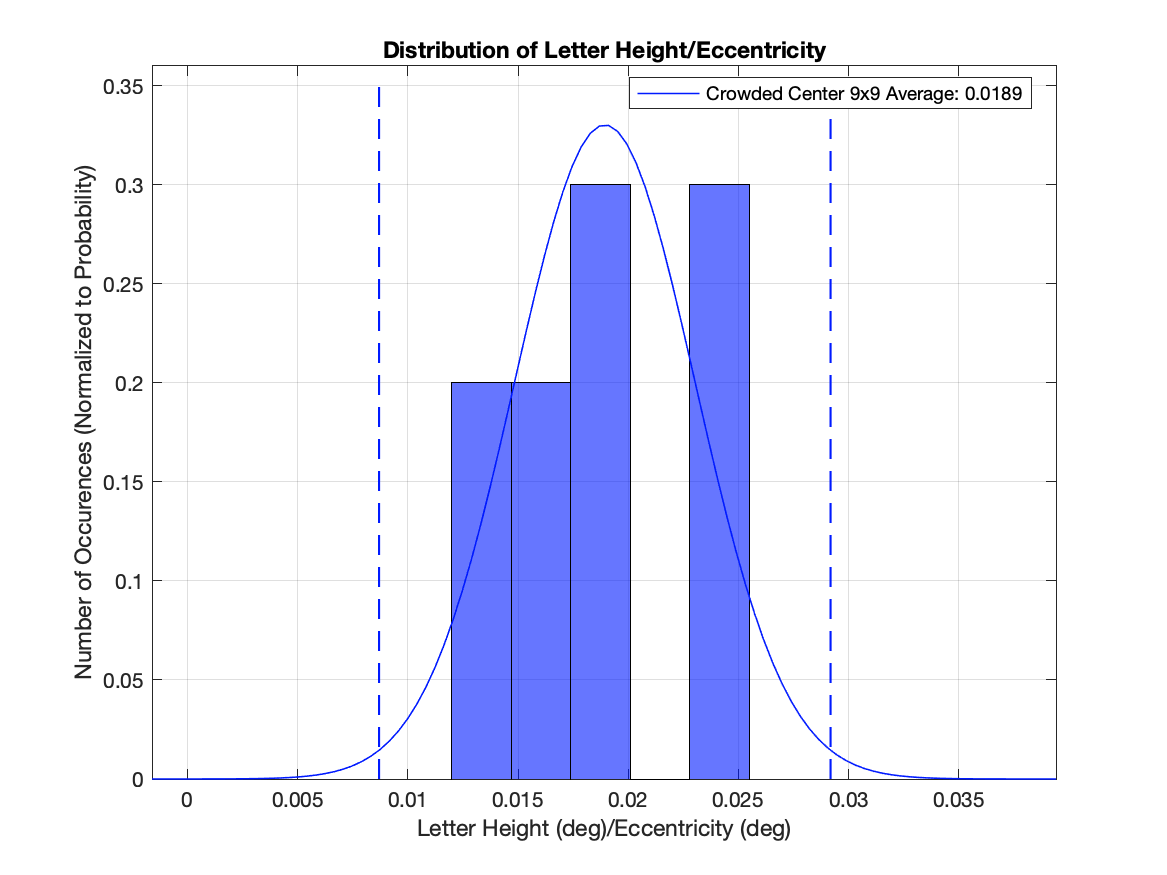 Distribution of Letter Height/Eccentricity
Crowded Center 9x9 Average: 0.0189
Number of Occurences (Normalized to Probability)
0.35
0.3
0.25
0.2
0.15
0.1
0.05
0
0 0.005 0.01 0.015 0.02 0.025 0.03 0.035
Letter Height (deg)/Eccentricity (deg)